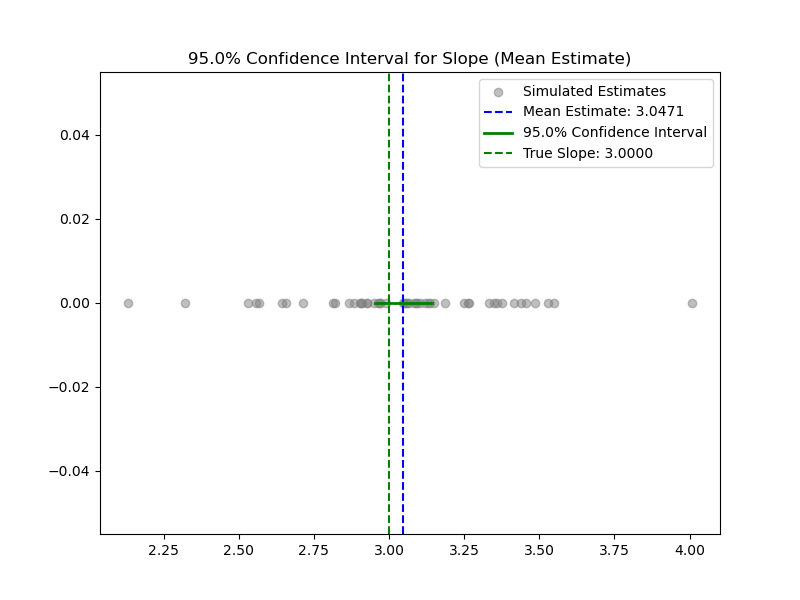 95.0% Confidence Interval for Slope (Mean Estimate)
Simulated Estimates
Mean Estimate: 3.0471
95.0% Confidence Interval
True Slope: 3.0000
0.04
0.02
0.00
−0.02
−0.04
2.25 2.50 2.75 3.00 3.25 3.50 3.75 4.00